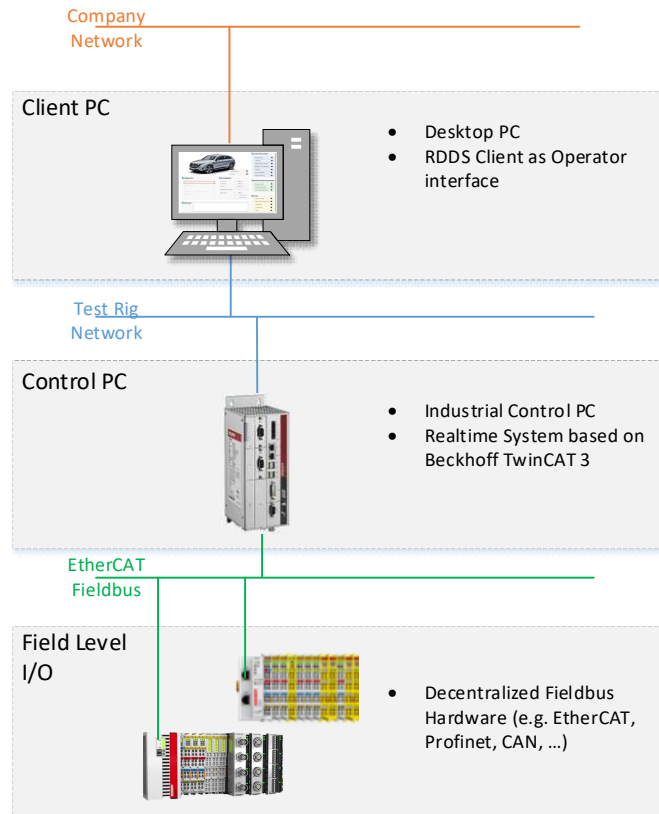 Company
Network
Client PC
• Desktop PC
• RDDS Client as Operator
interface
Test Rig
Network
Control PC
• Industrial Control PC
• Realtime System based on
Beckhoff TwinCAT 3
EtherCAT
Fieldbus
Field Level
I/O
• Decentralized Fieldbus
Hardware (e.g. EtherCAT,
Profinet, CAN, ...)